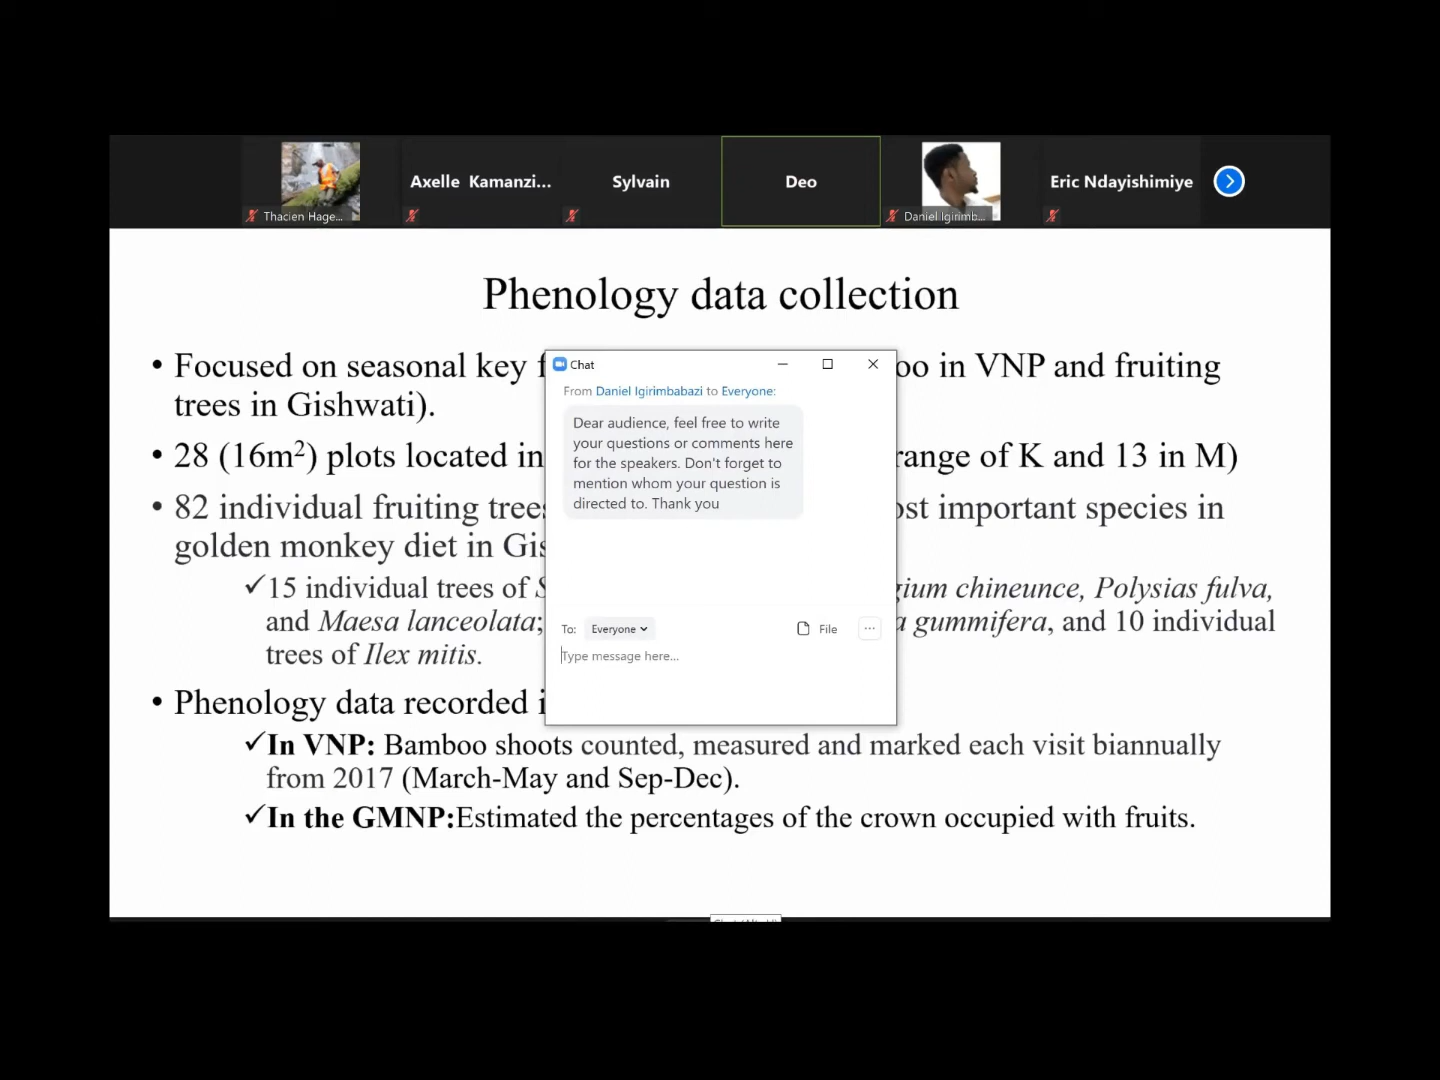 Axelle Kamanzi...
Sylvain
Deo
Eric Ndayishimiye
Thacien Hage...
Daniel Igirimb...
Phenology data collection
• Focused on seasonal key f
oo in VNP and fruiting
trees in Gishwati).
• 28 (16m²) plots located in
range of K and 13 in M)
• 82 individual fruiting trees
ost important species in
golden monkey diet in Gis
✓15 individual trees of S
gium chineunce, Polysias fulva,
and Maesa lanceolata;
a gummifera, and 10 individual
trees of Ilex mitis.
• Phenology data recorded i
✓In VNP: Bamboo shoots counted, measured and marked each visit biannually
from 2017 (March-May and Sep-Dec).
✓In the GMNP:Estimated the percentages of the crown occupied with fruits.
Chat
From Daniel Igirimbabazi to Everyone:
Dear audience, feel free to write
your questions or comments here
for the speakers. Don't forget to
mention whom your question is
directed to. Thank you
To: Everyone
File
...
Type message here...